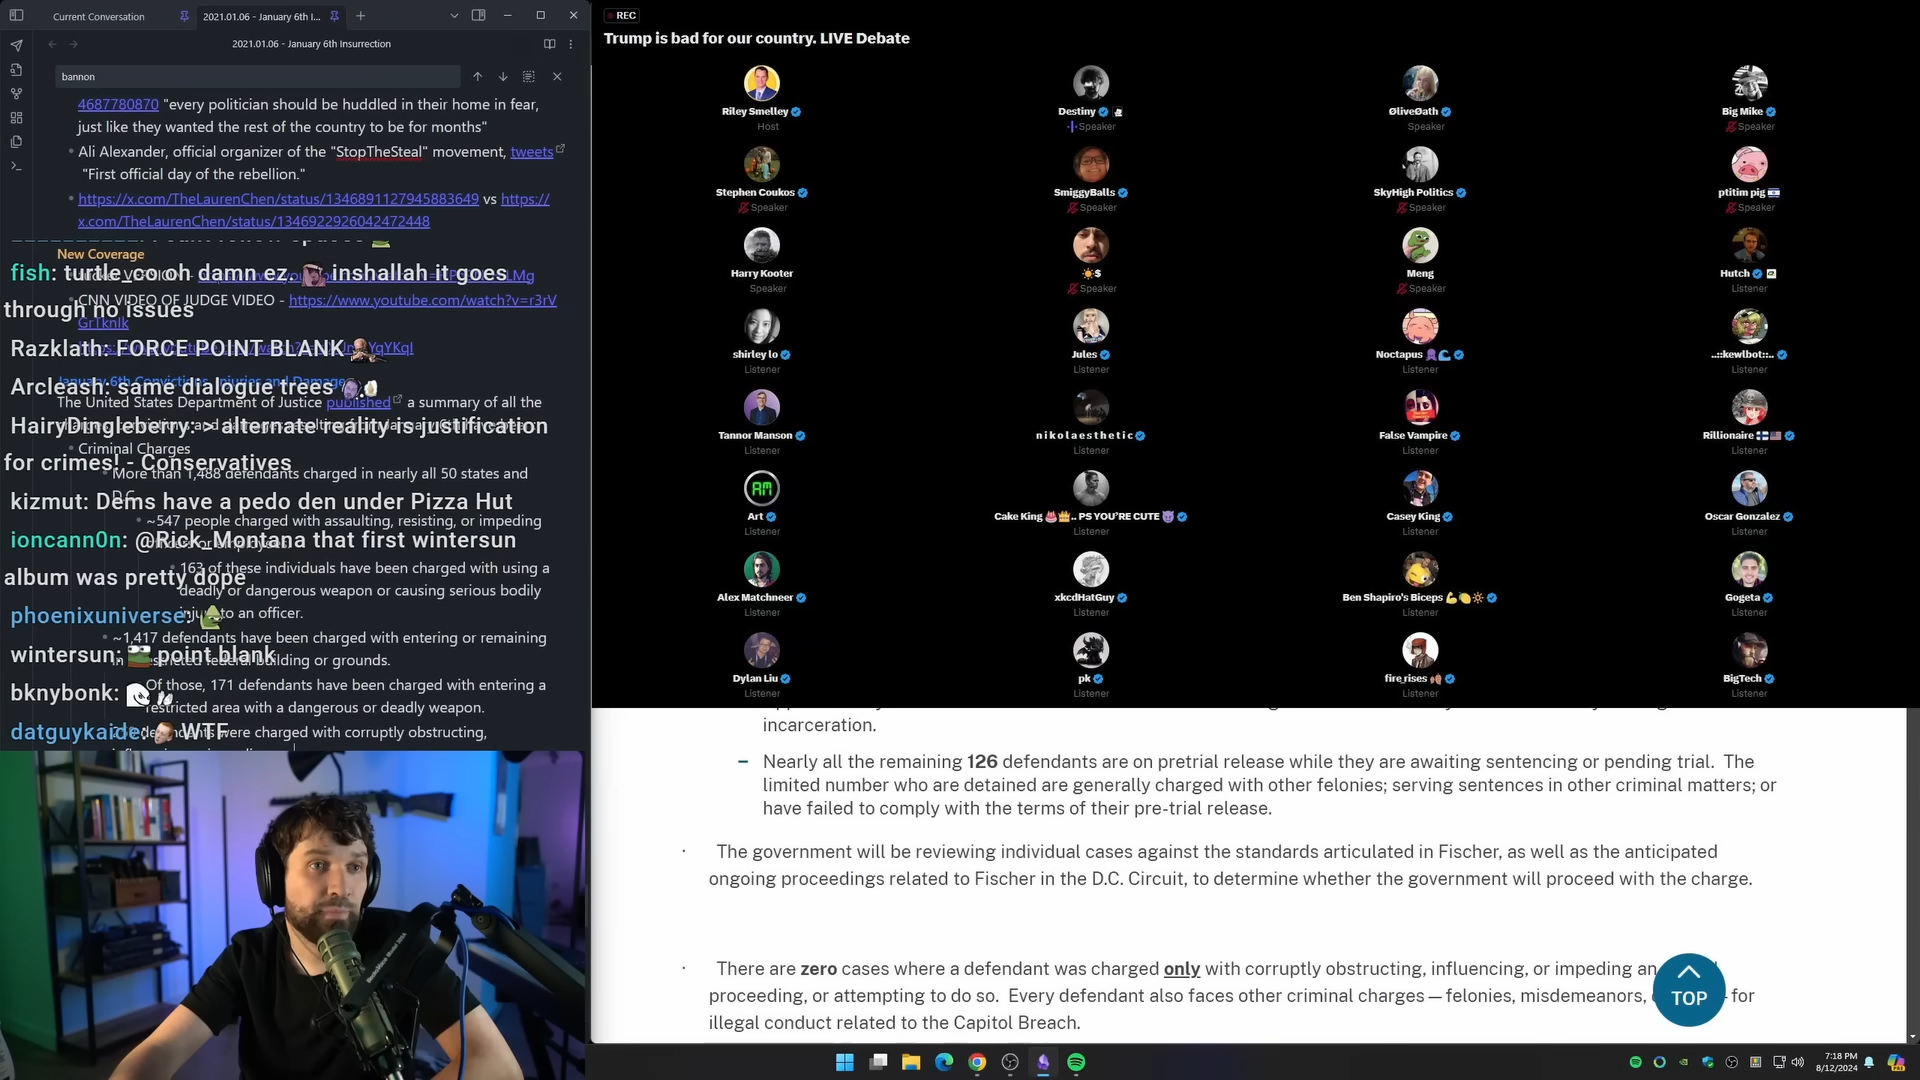 Current Conversation
2021.01.06 - January 6th I...
2021.01.06 - January 6th Insurrection
bannon
4687780870 "every politician should be huddled in their home in fear,
just like they wanted the rest of the country to be for months"
Ali Alexander, official organizer of the "StopTheSteal" movement, tweets
"First official day of the rebellion."
https://x.com/TheLaurenChen/status/1346891127945883649 vs https://
x.com/TheLaurenChen/status/1346922926042472448
New Coverage
fish: turtle_co oh damn ez. inshallah it goes
through no issues
CNN VIDEO OF JUDGE VIDEO - https://www.youtube.com/watch?v=r3rV
GrTknlk
Razklath: FORCE POINT BLANK
YqYKqI
January 6th Convictions, Injuries and Damage
Arcleash: same dialogue trees
The United States Department of Justice published a summary of all the
HairyDingleberry: > alternate reality is justification
Criminal Charges
for crimes! - Conservatives
More than 1,488 defendants charged in nearly all 50 states and
D.C.
kizmut: Dems have a pedo den under Pizza Hut
~547 people charged with assaulting, resisting, or impeding
ioncann0n: @Rick_Montana that first wintersun
album was pretty dope
163 of these individuals have been charged with using a
deadly or dangerous weapon or causing serious bodily
injury to an officer.
phoenixuniverse:
~1,417 defendants have been charged with entering or remaining
wintersun: point blank
in restricted federal building or grounds.
bknybonk:
Of those, 171 defendants have been charged with entering a
restricted area with a dangerous or deadly weapon.
datguykaide: WTF
defendants were charged with corruptly obstructing,
REC
Trump is bad for our country. LIVE Debate
Riley Smelley
Host
Destiny
Speaker
ØliveØath
Speaker
Big Mike
Speaker
Stephen Coukos
Speaker
SmiggyBalls
Speaker
SkyHigh Politics
Speaker
ptitim pig
Speaker
Harry Kooter
Speaker
$
Speaker
Meng
Speaker
Hutch
Listener
shirley lo
Listener
Jules
Listener
Noctapus
Listener
..::kewlbot::..
Listener
Tannor Manson
Listener
nikolaesthetic
Listener
False Vampire
Listener
Rillionaire
Listener
AM
Art
Listener
Cake King .. PS YOU'RE CUTE
Listener
Casey King
Listener
Oscar Gonzalez
Listener
Alex Matchneer
Listener
xkcdHatGuy
Listener
Ben Shapiro's Biceps
Listener
Gogeta
Listener
Dylan Liu
Listener
pk
Listener
fire rises
Listener
BigTech
Listener
incarceration.
– Nearly all the remaining 126 defendants are on pretrial release while they are awaiting sentencing or pending trial. The
limited number who are detained are generally charged with other felonies; serving sentences in other criminal matters; or
have failed to comply with the terms of their pre-trial release.
· The government will be reviewing individual cases against the standards articulated in Fischer, as well as the anticipated
ongoing proceedings related to Fischer in the D.C. Circuit, to determine whether the government will proceed with the charge.
· There are zero cases where a defendant was charged only with corruptly obstructing, influencing, or impeding an
proceeding, or attempting to do so. Every defendant also faces other criminal charges — felonies, misdemeanors, – for
illegal conduct related to the Capitol Breach.
TOP
7:18 PM
8/12/2024